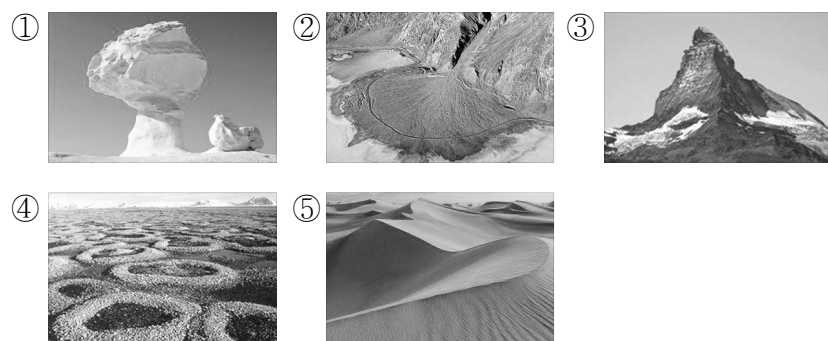 ① ② ③
④ ⑤